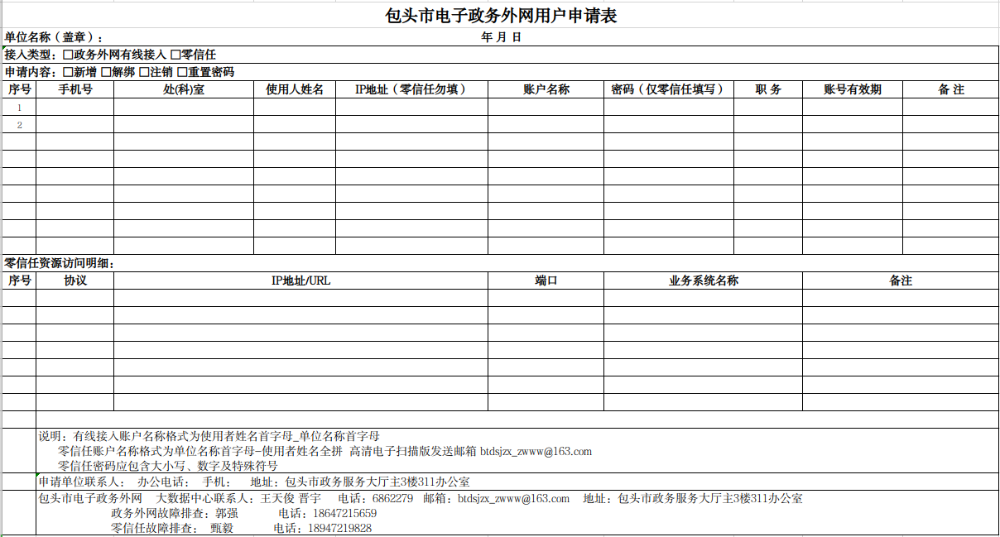 包头市电子政务外网用户申请表
单位名称（盖章）： 年 月 日
接入类型：□政务外网有线接入 □零信任
申请内容：□新增 □解绑 □注销 □重置密码
序号 手机号 处(科)室 使用人姓名 IP地址（零信任勿填） 账户名称 密码（仅零信任填写） 职 务 账号有效期 备 注
1
2
零信任资源访问明细：
序号 协议 IP地址/URL 端口 业务系统名称 备注
说明：有线接入账户名称格式为使用者姓名首字母_单位名称首字母
零信任账户名称格式为单位名称首字母-使用者姓名全拼 高清电子扫描版发送邮箱 btdsjzx_zwww@163.com
零信任密码应包含大小写、数字及特殊符号
申请单位联系人： 办公电话： 手机： 地址：包头市政务服务大厅主3楼311办公室
包头市电子政务外网 大数据中心联系人：王天俊 晋宇 电话：6862279 邮箱：btdsjzx_zwww@163.com 地址：包头市政务服务大厅主3楼311办公室
政务外网故障排查：郭强 电话：18647215659
零信任故障排查： 甄毅 电话：18947219828